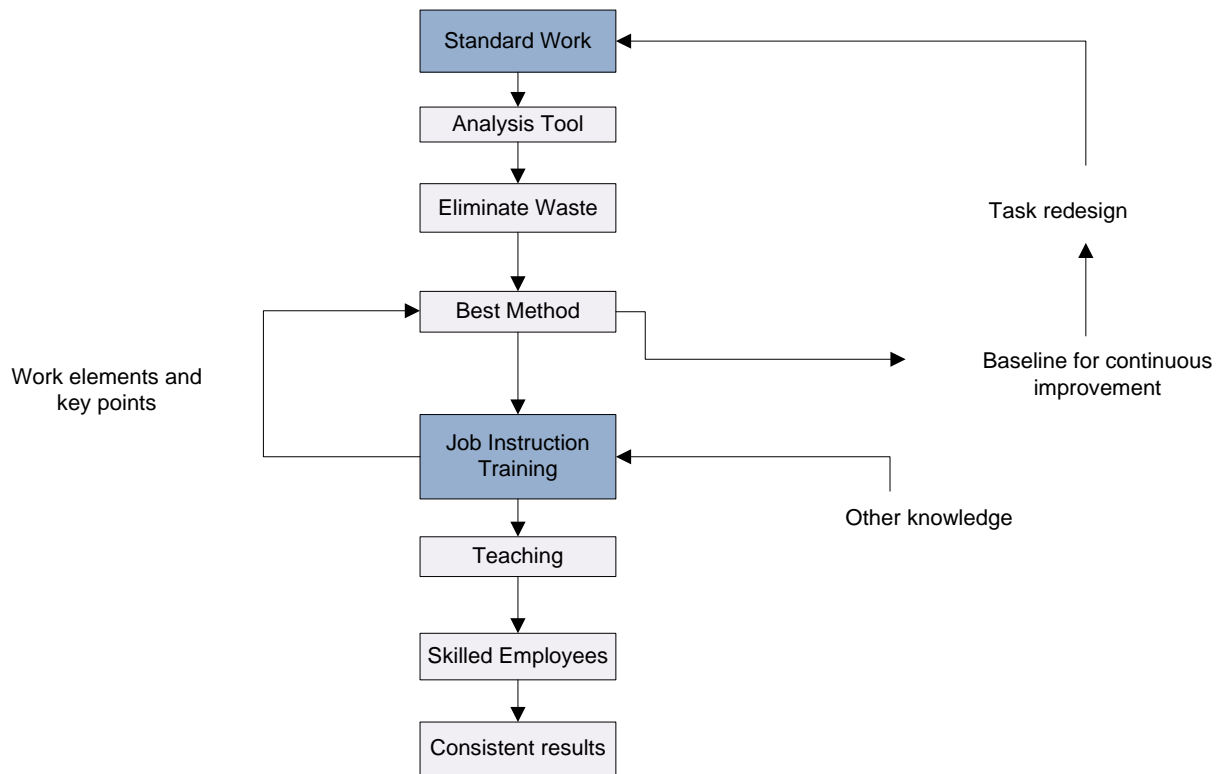 Standard Work
Analysis Tool
Eliminate Waste
Task redesign
Best Method
Work elements and
key points
Baseline for continuous
improvement
Job Instruction
Training
Other knowledge
Teaching
Skilled Employees
Consistent results